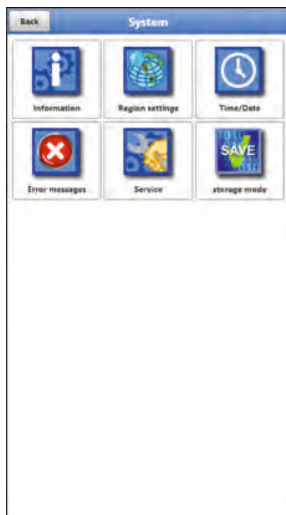 Back
System
Information
Region settings
Time/Date
SAVE
Error messages
Service
storage mode